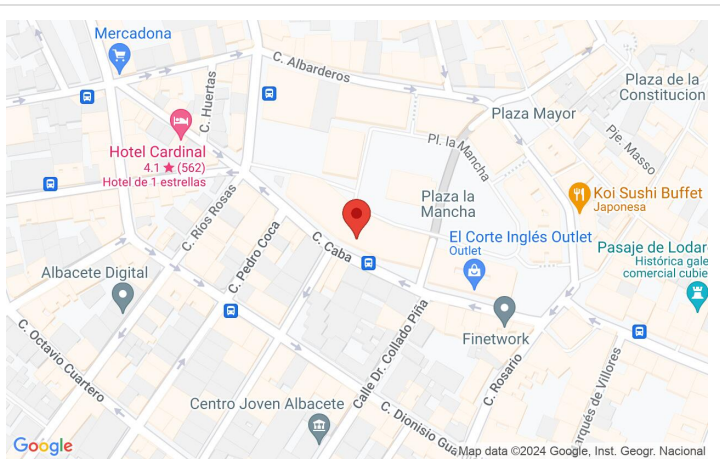 Mercadona
C. Albarderos
Plaza de la
Constitucion
C. Huertas
Plaza Mayor
Pje. Masso
Hotel Cardinal
4.1 ★ (562)
Hotel de 1 estrellas
Pl. la Mancha
Koi Sushi Buffet
Japonesa
Plaza la
Mancha
C. Ríos Rosas
C. Pedro Coca
C. Caba
El Corte Inglés Outlet
Outlet
Pasaje de Lodar
Histórica gale
comercial cubie
Albacete Digital
Finetwork
Calle Dr. Collado Piña
C. Octavio Cuartero
C. Rosario
arqués de Villores
Centro Joven Albacete
C. Dionisio Gua
Google
Map data ©2024 Google, Inst. Geogr. Nacional